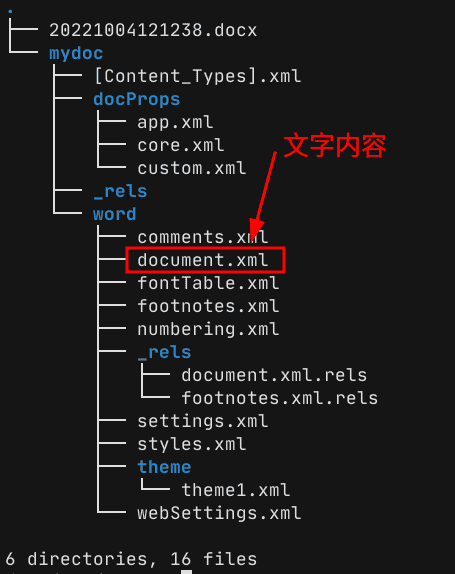 .
20221004121238.docx
mydoc
[Content_Types].xml
docProps
app.xml
core.xml
custom.xml
文字内容
_rels
word
comments.xml
document.xml
fontTable.xml
footnotes.xml
numbering.xml
_rels
document.xml.rels
footnotes.xml.rels
settings.xml
styles.xml
theme
theme1.xml
webSettings.xml
6 directories, 16 files